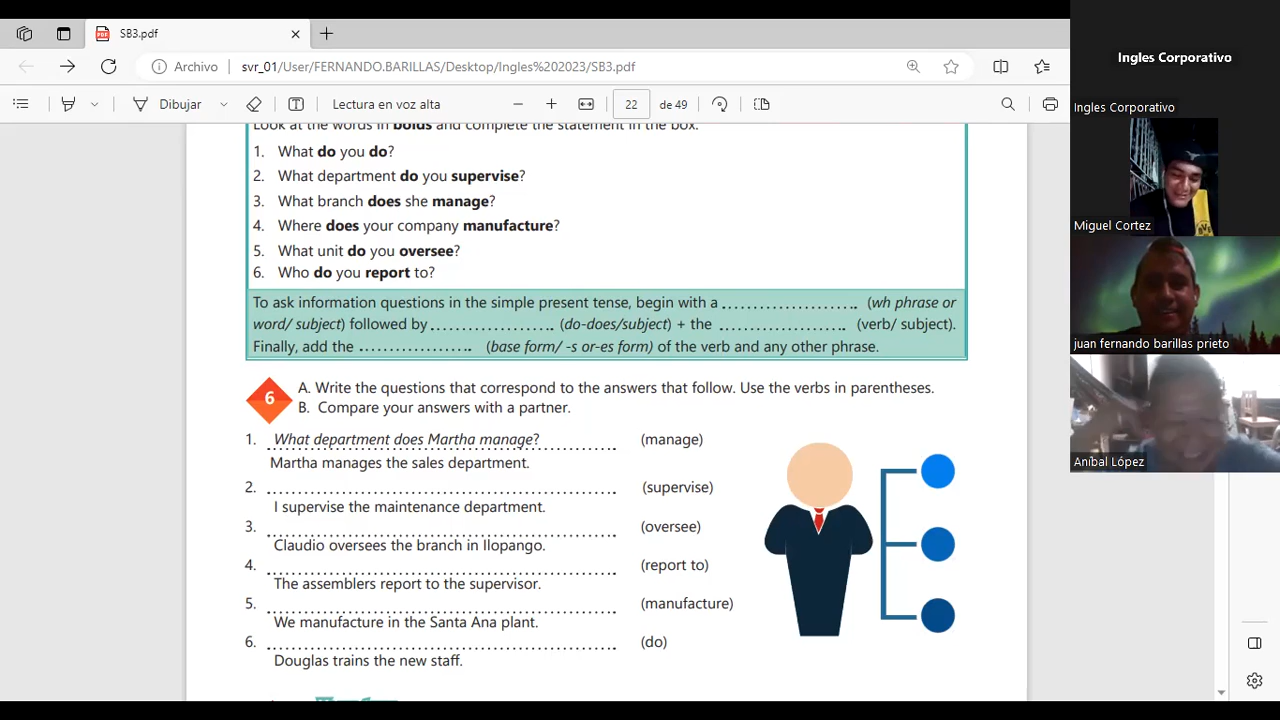 SB3.pdf
Archivo
svr_01/User/FERNANDO.BARILLAS/Desktop/Ingles%202023/SB3.pdf
Dibujar
Lectura en voz alta
22
de 49
Look at the words in bolds and complete the statement in the box.
1. What do you do?
2. What department do you supervise?
3. What branch does she manage?
4. Where does your company manufacture?
5. What unit do you oversee?
6. Who do you report to?
To ask information questions in the simple present tense, begin with a ..................... (wh phrase or
word/ subject) followed by................... (do-does/subject) + the ................... (verb/ subject).
Finally, add the ................. (base form/ -s or-es form) of the verb and any other phrase.
6
A. Write the questions that correspond to the answers that follow. Use the verbs in parentheses.
B. Compare your answers with a partner.
1. What department does Martha manage? (manage)
Martha manages the sales department.
2. ............................................................ (supervise)
I supervise the maintenance department.
3. ............................................................ (oversee)
Claudio oversees the branch in Ilopango.
4. ............................................................ (report to)
The assemblers report to the supervisor.
5. ............................................................ (manufacture)
We manufacture in the Santa Ana plant.
6. ............................................................ (do)
Douglas trains the new staff.
Ingles Corporativo
Ingles Corporativo
Miguel Cortez
juan fernando barillas prieto
Aníbal López